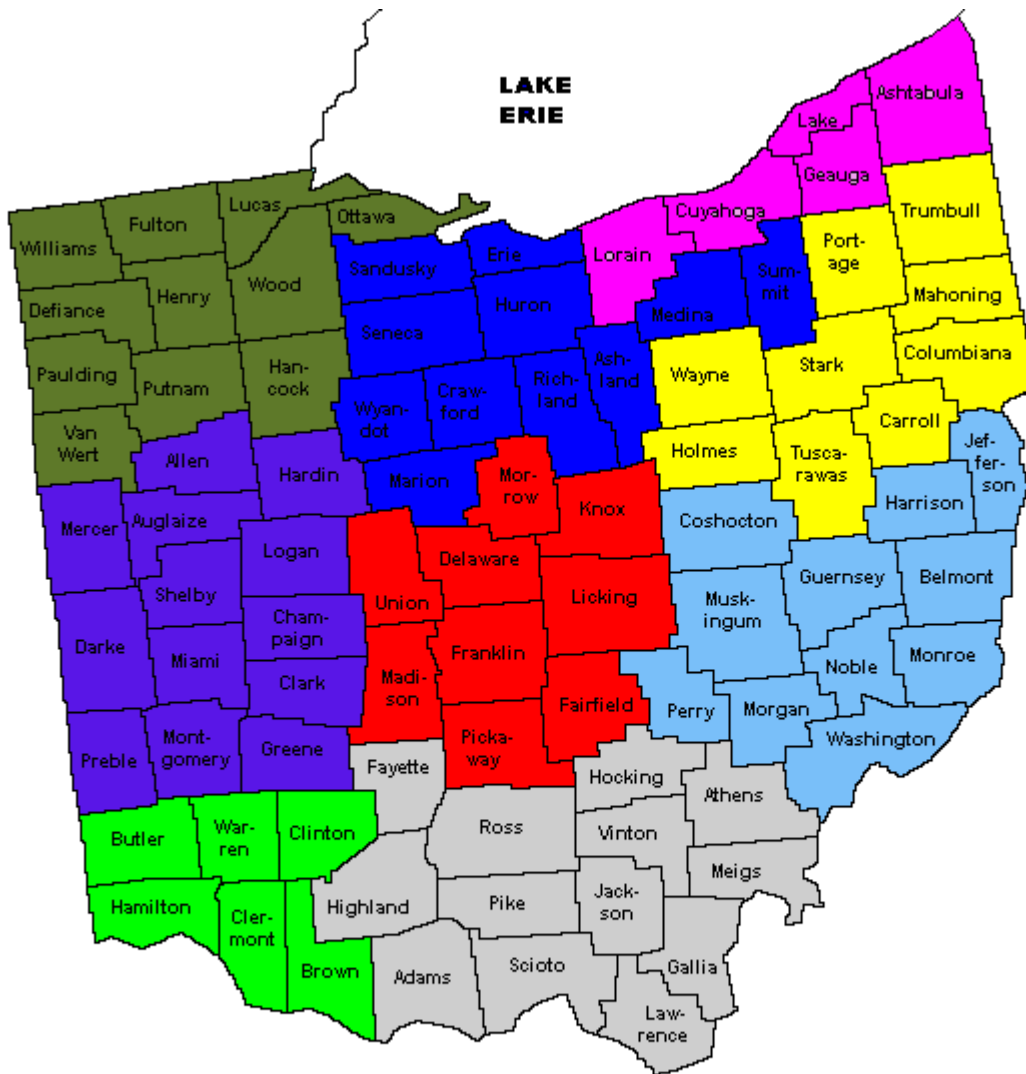 LAKE
ERIE
Ashtabula
Lake
Geauga
Cuyahoga
Lorain
Trumbull
Port-
age
Sum-
mit
Medina
Mahoning
Columbiana
Stark
Wayne
Holmes
Carroll
Tusca-
rawas
Lucas
Fulton
Williams
Ottawa
Wood
Henry
Defiance
Paulding
Putnam
Han-
cock
Van
Wert
Sandusky
Erie
Huron
Seneca
Ash-
land
Rich-
land
Craw-
ford
Wyan-
dot
Marion
Allen
Hardin
Mercer
Auglaize
Logan
Shelby
Cham-
paign
Darke
Miami
Clark
Preble
Mont-
gomery
Greene
Mor-
row
Knox
Delaware
Union
Licking
Franklin
Madi-
son
Fairfield
Picka-
way
Jef-
fer-
son
Harrison
Coshocton
Guernsey
Belmont
Mus-
kingum
Noble
Monroe
Perry
Morgan
Washington
Butler
War-
ren
Clinton
Hamilton
Cler-
mont
Brown
Fayette
Hocking
Athens
Ross
Vinton
Meigs
Highland
Pike
Jack-
son
Adams
Scioto
Gallia
Law-
rence